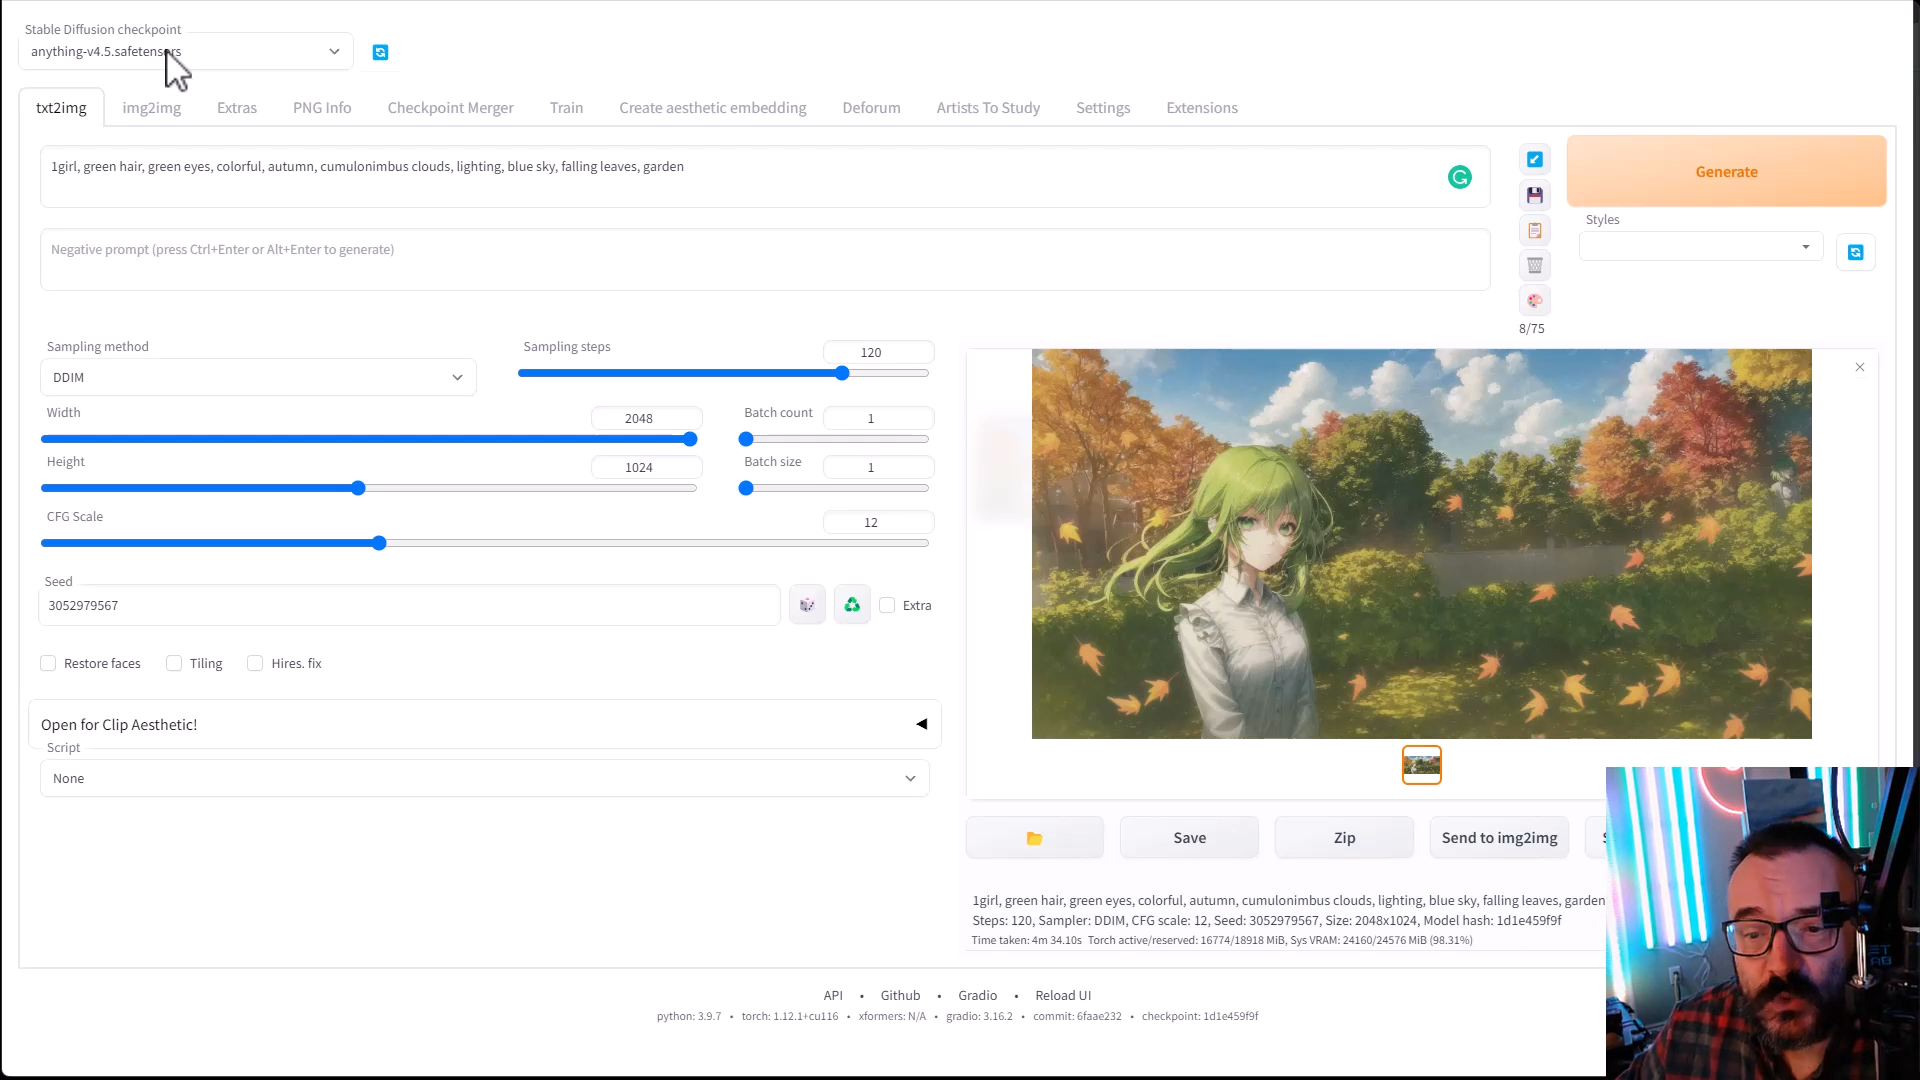 Stable Diffusion checkpoint
anything-v4.5.safetensors
txt2img
img2img
Extras
PNG Info
Checkpoint Merger
Train
Create aesthetic embedding
Deforum
Artists To Study
Settings
Extensions
1girl, green hair, green eyes, colorful, autumn, cumulonimbus clouds, lighting, blue sky, falling leaves, garden
Generate
Styles
Negative prompt (press Ctrl+Enter or Alt+Enter to generate)
8/75
Sampling method
DDIM
Sampling steps
120
Width
2048
Batch count
1
Height
1024
Batch size
1
CFG Scale
12
Seed
3052979567
Extra
Restore faces
Tiling
Hires. fix
Open for Clip Aesthetic!
Script
None
Save
Zip
Send to img2img
1girl, green hair, green eyes, colorful, autumn, cumulonimbus clouds, lighting, blue sky, falling leaves, garden
Steps: 120, Sampler: DDIM, CFG scale: 12, Seed: 3052979567, Size: 2048x1024, Model hash: 1d1e459f9f
Time taken: 4m 34.10s Torch active/reserved: 16774/18918 MiB, Sys VRAM: 24160/24576 MiB (98.31%)
API • Github • Gradio • Reload UI
python: 3.9.7 • torch: 1.12.1+cu116 • xformers: N/A • gradio: 3.16.2 • commit: 6faae232 • checkpoint: 1d1e459f9f